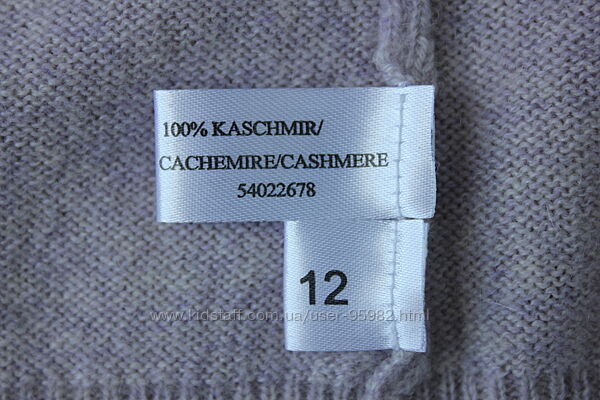 100% KASCHMIR/
CACHEMIRE/CASHMERE
54022678
12
www.kidstaff.com.ua/user-95982.html